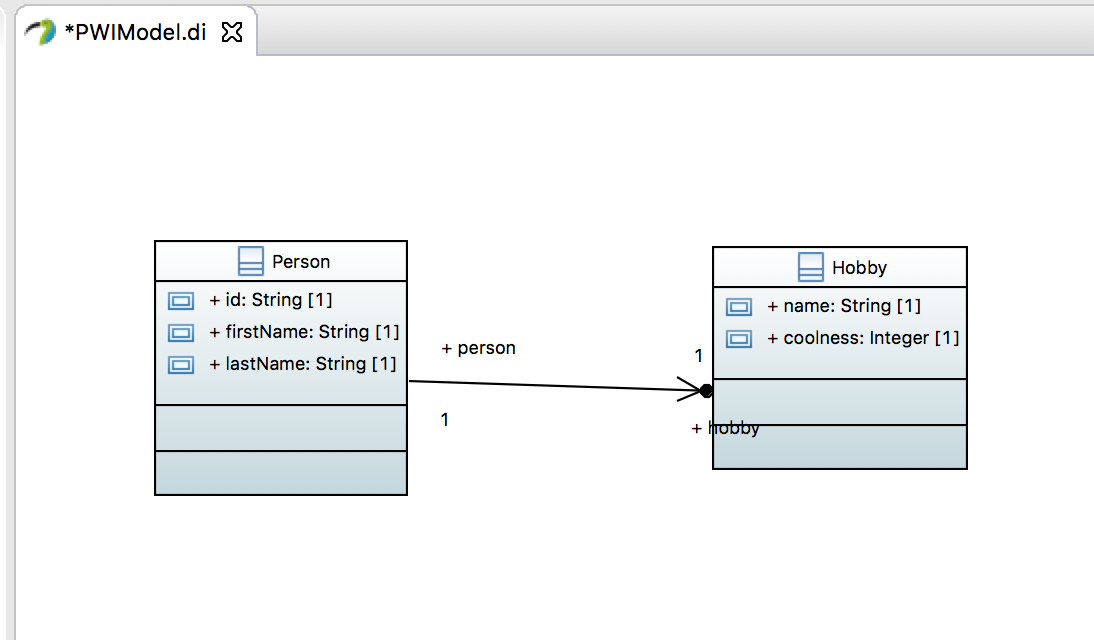 *PWIModel.di
Person
+ id: String [1]
+ firstName: String [1]
+ lastName: String [1]
+ person
1
1
+ hobby
Hobby
+ name: String [1]
+ coolness: Integer [1]